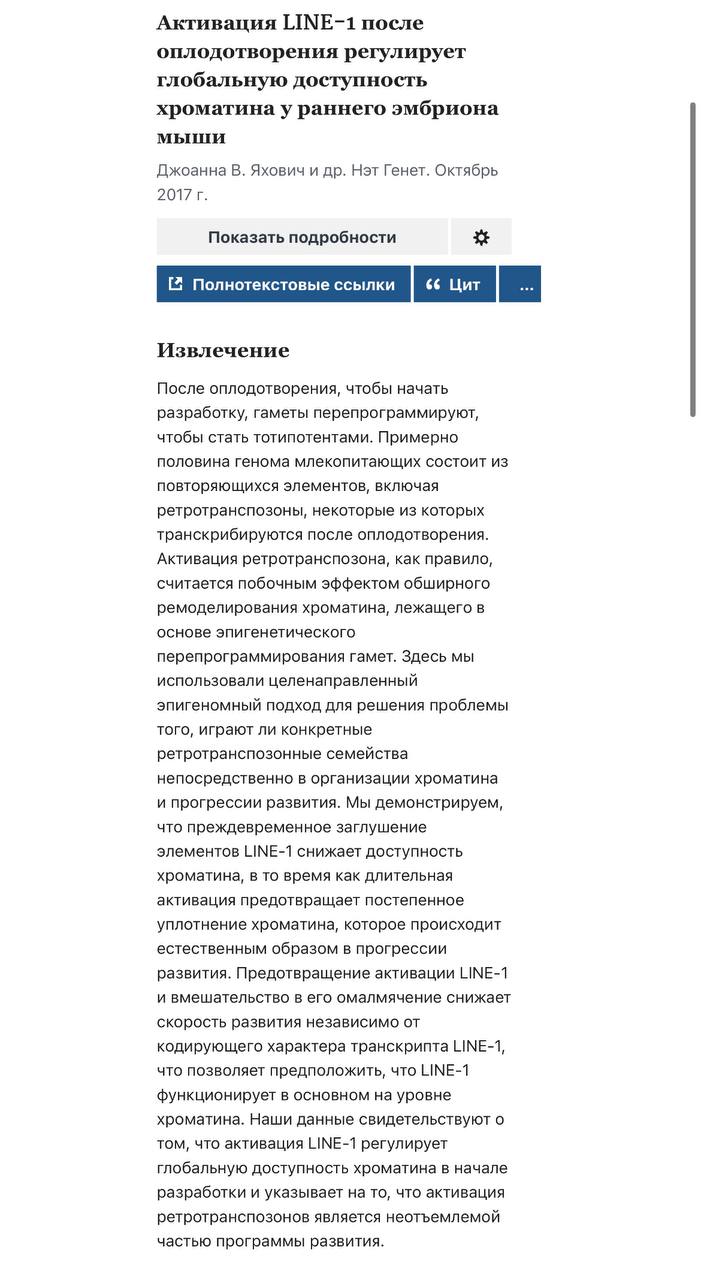 Активация LINE-1 после
оплодотворения регулирует
глобальную доступность
хроматина у раннего эмбриона
мыши
Джоанна В. Яхович и др. Нэт Генет. Октябрь
2017 г.
Показать подробности
Полнотекстовые ссылки
Цит
...
Извлечение
После оплодотворения, чтобы начать
разработку, гаметы перепрограммируют,
чтобы стать тотипотентами. Примерно
половина генома млекопитающих состоит из
повторяющихся элементов, включая
ретротранспозоны, некоторые из которых
транскрибируются после оплодотворения.
Активация ретротранспозона, как правило,
считается побочным эффектом обширного
ремоделирования хроматина, лежащего в
основе эпигенетического
перепрограммирования гамет. Здесь мы
использовали целенаправленный
эпигеномный подход для решения проблемы
того, играют ли конкретные
ретротранспозонные семейства
непосредственно в организации хроматина
и прогрессии развития. Мы демонстрируем,
что преждевременное заглушение
элементов LINE-1 снижает доступность
хроматина, в то время как длительная
активация предотвращает постепенное
уплотнение хроматина, которое происходит
естественным образом в прогрессии
развития. Предотвращение активации LINE-1
и вмешательство в его омалмячение снижает
скорость развития независимо от
кодирующего характера транскрипта LINE-1,
что позволяет предположить, что LINE-1
функционирует в основном на уровне
хроматина. Наши данные свидетельствуют о
том, что активация LINE-1 регулирует
глобальную доступность хроматина в начале
разработки и указывает на то, что активация
ретротранспозонов является неотъемлемой
частью программы развития.